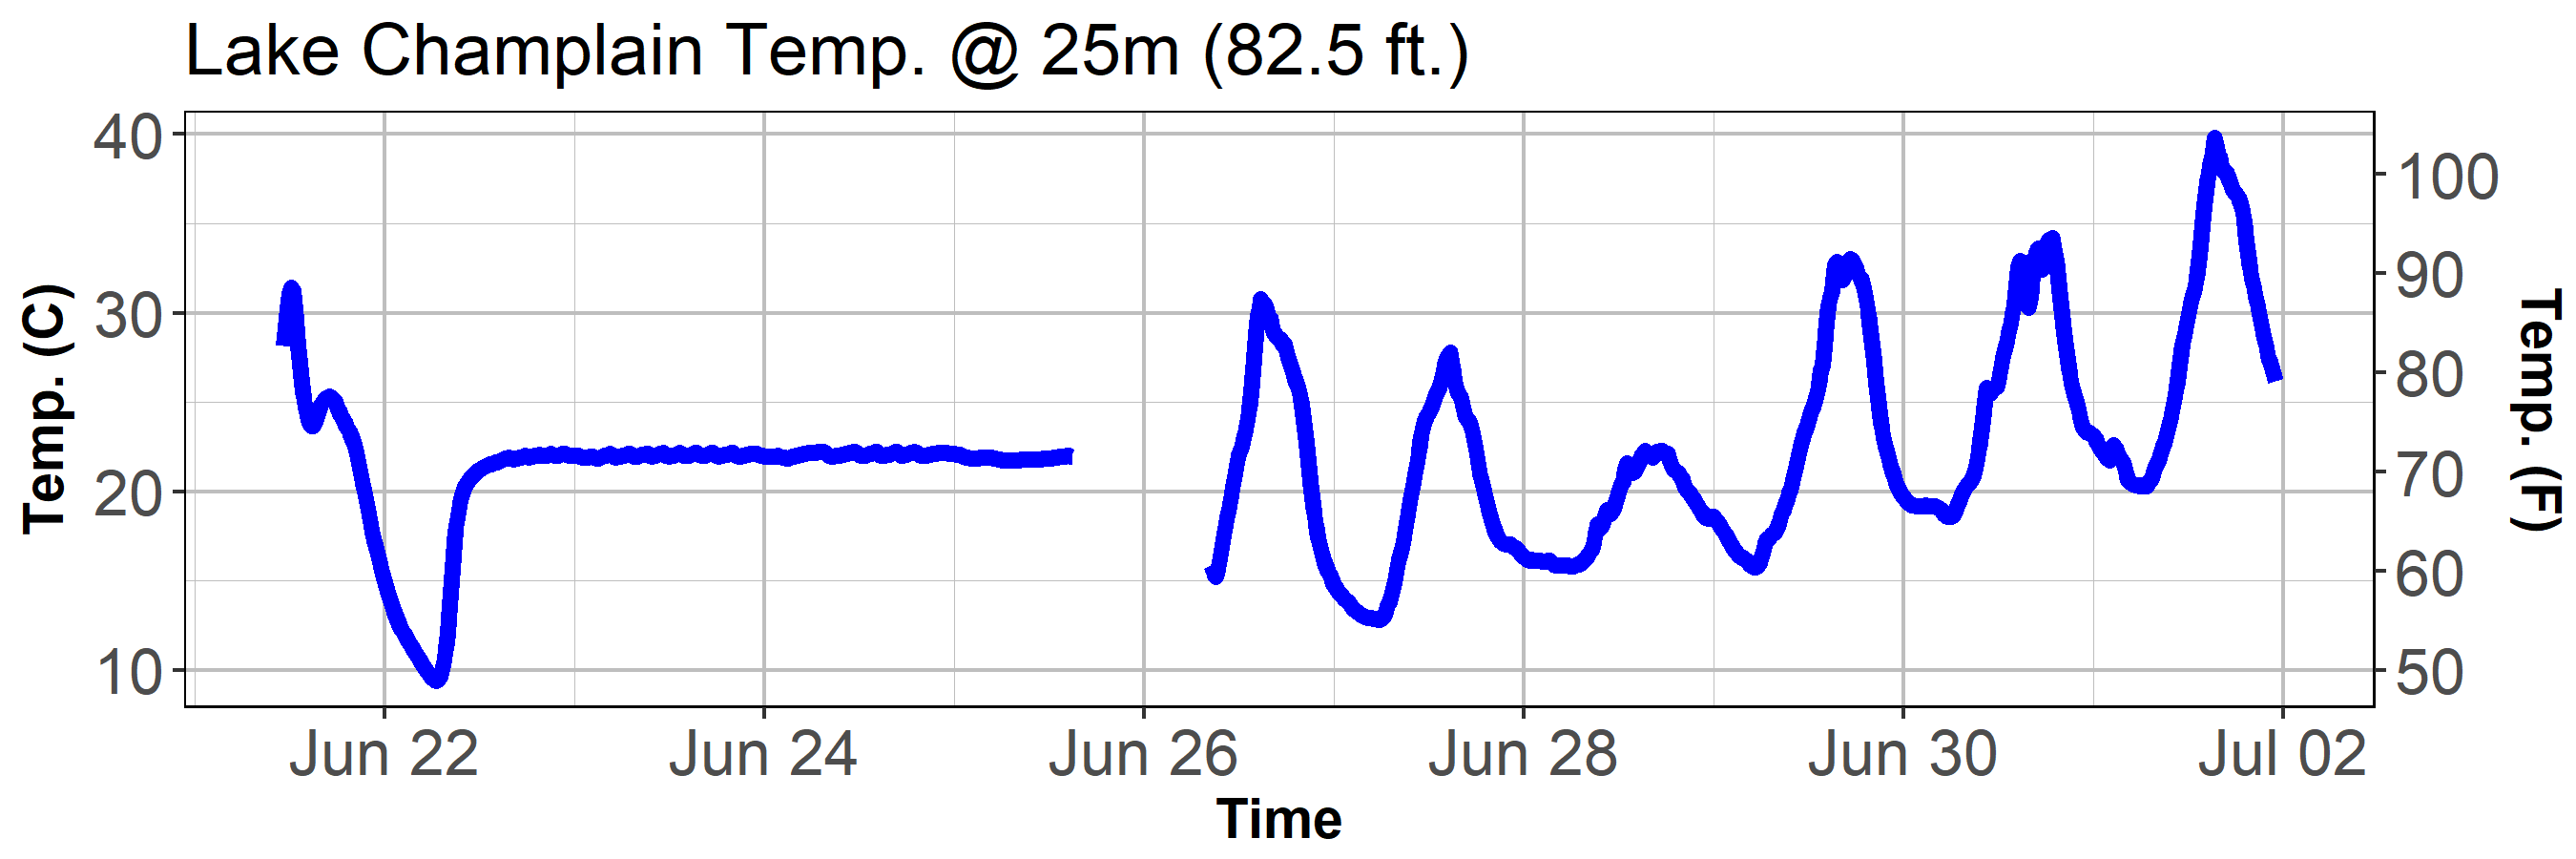 Lake Champlain Temp. @ 25m (82.5 ft.)
Temp. (C)
40
30
20
10
100
90
80
70
60
50
Temp. (F)
Jun 22 Jun 24 Jun 26 Jun 28 Jun 30 Jul 02
Time